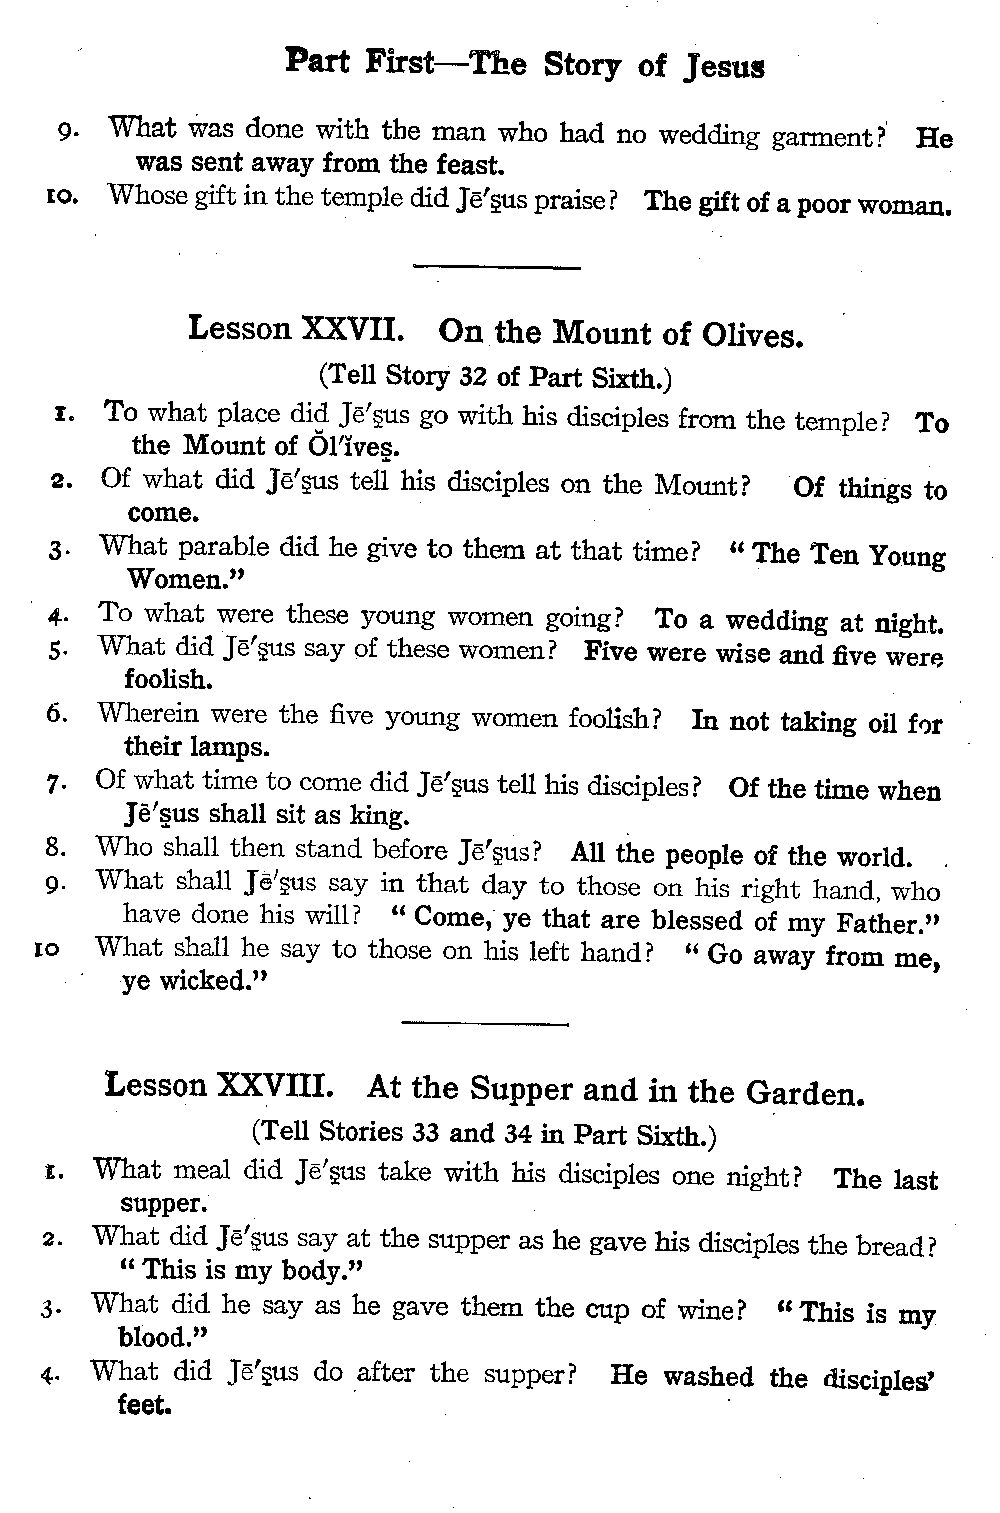 Part First—The Story of Jesus
9. What was done with the man who had no wedding garment? He
was sent away from the feast.
10. Whose gift in the temple did Jē′s̱us praise? The gift of a poor woman.
Lesson XXVII. On the Mount of Olives.
(Tell Story 32 of Part Sixth.)
1. To what place did Jē′s̱us go with his disciples from the temple? To
the Mount of Ŏl′ĭves̱.
2. Of what did Jē′s̱us tell his disciples on the Mount? Of things to
come.
3. What parable did he give to them at that time? “The Ten Young
Women.”
4. To what were these young women going? To a wedding at night.
5. What did Jē′s̱us say of these women? Five were wise and five were
foolish.
6. Wherein were the five young women foolish? In not taking oil for
their lamps.
7. Of what time to come did Jē′s̱us tell his disciples? Of the time when
Jē′s̱us shall sit as king.
8. Who shall then stand before Jē′s̱us? All the people of the world.
9. What shall Jē′s̱us say in that day to those on his right hand, who
have done his will? “Come, ye that are blessed of my Father.”
10 What shall he say to those on his left hand? “Go away from me,
ye wicked.”
Lesson XXVIII. At the Supper and in the Garden.
(Tell Stories 33 and 34 in Part Sixth.)
1. What meal did Jē′s̱us take with his disciples one night? The last
supper.
2. What did Jē′s̱us say at the supper as he gave his disciples the bread?
“This is my body.”
3. What did he say as he gave them the cup of wine? “This is my
blood.”
4. What did Jē′s̱us do after the supper? He washed the disciples’
feet.